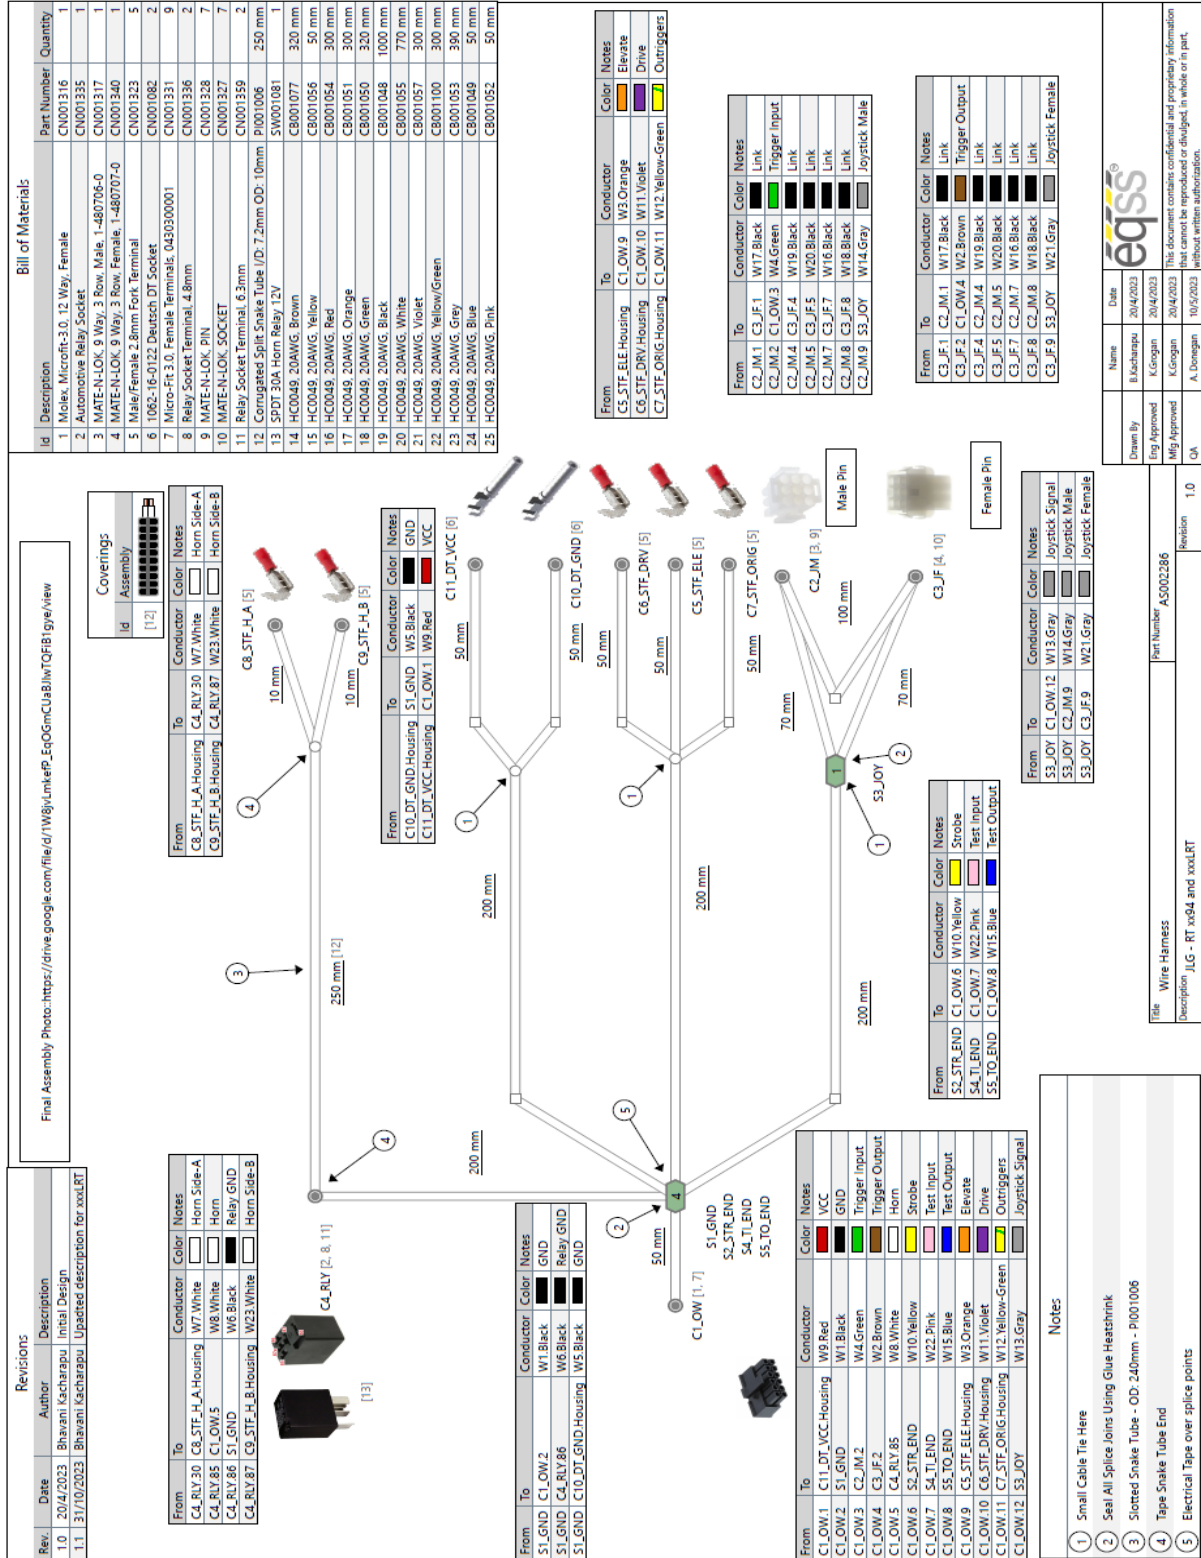 Revisions
Rev. Date Author Description
1.0 20/4/2023 Bhavani Kacharapu Initial Design
1.1 31/10/2023 Bhavani Kacharapu Upadted description for xxxLRT
Final Assembly Photo::https://drive.google.com/file/d/1W8jvLmkefP_EqOGmCUaBJIwTQFiB1gye/view
Coverings
Id Assembly
[12]
Bill of Materials
Id Description Part Number Quantity
1 Molex, Microfit-3.0, 12 Way, Female CN001316 1
2 Automotive Relay Socket CN001335 1
3 MATE-N-LOK, 9 Way, 3 Row, Male, 1-480706-0 CN001317 1
4 MATE-N-LOK, 9 Way, 3 Row, Female, 1-480707-0 CN001340 1
5 Male/Female 2.8mm Fork Terminal CN001323 5
6 1062-16-0122 Deutsch DT Socket CN001082 2
7 Micro-Fit 3.0, Female Terminals, 0430300001 CN001331 9
8 Relay Socket Terminal, 4.8mm CN001336 2
9 MATE-N-LOK, PIN CN001328 7
10 MATE-N-LOK, SOCKET CN001327 7
11 Relay Socket Terminal, 6.3mm CN001359 2
12 Corrugated Split Snake Tube I/D: 7.2mm OD: 10mm PI001006 250 mm
13 SPDT 30A Horn Relay 12V SW001081 1
14 HC0049, 20AWG, Brown CB001077 320 mm
15 HC0049, 20AWG, Yellow CB001056 50 mm
16 HC0049, 20AWG, Red CB001054 300 mm
17 HC0049, 20AWG, Orange CB001051 300 mm
18 HC0049, 20AWG, Green CB001050 320 mm
19 HC0049, 20AWG, Black CB001048 1000 mm
20 HC0049, 20AWG, White CB001055 770 mm
21 HC0049, 20AWG, Violet CB001057 300 mm
22 HC0049, 20AWG, Yellow/Green CB001100 300 mm
23 HC0049, 20AWG, Grey CB001053 390 mm
24 HC0049, 20AWG, Blue CB001049 50 mm
25 HC0049, 20AWG, Pink CB001052 50 mm
From To Conductor Color Notes
C4_RLY.30 C8_STF_H_A.Housing W7.White Horn Side-A
C4_RLY.85 C1_OW.5 W8.White Horn
C4_RLY.86 S1_GND W6.Black Relay GND
C4_RLY.87 C9_STF_H_B.Housing W23.White Horn Side-B
C4_RLY [2, 8, 11]
[13]
4
3
250 mm [12]
4
From To Conductor Color Notes
C8_STF_H_A.Housing C4_RLY.30 W7.White Horn Side-A
C9_STF_H_B.Housing C4_RLY.87 W23.White Horn Side-B
C8_STF_H_A [5]
10 mm
10 mm
C9_STF_H_B [5]
From To Conductor Color Notes
C10_DT_GND.Housing S1_GND W5.Black GND
C11_DT_VCC.Housing C1_OW.1 W9.Red VCC
C11_DT_VCC [6]
50 mm
C10_DT_GND [6]
50 mm
1
200 mm
200 mm
From To Conductor Color Notes
S1_GND C1_OW.2 W1.Black GND
S1_GND C4_RLY.86 W6.Black Relay GND
S1_GND C10_DT_GND.Housing W5.Black GND
2
5
50 mm
4
C1_OW [1, 7]
S1_GND
S2_STR_END
S4_TI_END
S5_TO_END
1
200 mm
C6_STF_DRV [5]
50 mm
C5_STF_ELE [5]
50 mm
C7_STF_ORIG [5]
50 mm
From To Conductor Color Notes
C5_STF_ELE.Housing C1_OW.9 W3.Orange Elevate
C6_STF_DRV.Housing C1_OW.10 W11.Violet Drive
C7_STF_ORIG.Housing C1_OW.11 W12.Yellow-Green Outriggers
C2_JM [3, 9]
Male Pin
70 mm
100 mm
70 mm
C3_JF [4, 10]
Female Pin
1
S3_JOY
1
2
200 mm
From To Conductor Color Notes
C2_JM.1 C3_JF.1 W17.Black Link
C2_JM.2 C1_OW.3 W4.Green Trigger Input
C2_JM.4 C3_JF.4 W19.Black Link
C2_JM.5 C3_JF.5 W20.Black Link
C2_JM.7 C3_JF.7 W16.Black Link
C2_JM.8 C3_JF.8 W18.Black Link
C2_JM.9 S3_JOY W14.Gray Joystick Male
From To Conductor Color Notes
C3_JF.1 C2_JM.1 W17.Black Link
C3_JF.2 C1_OW.4 W2.Brown Trigger Output
C3_JF.4 C2_JM.4 W19.Black Link
C3_JF.5 C2_JM.5 W20.Black Link
C3_JF.7 C2_JM.7 W16.Black Link
C3_JF.8 C2_JM.8 W18.Black Link
C3_JF.9 S3_JOY W21.Gray Joystick Female
From To Conductor Color Notes
C1_OW.1 C11_DT_VCC.Housing W9.Red VCC
C1_OW.2 S1_GND W1.Black GND
C1_OW.3 C2_JM.2 W4.Green Trigger Input
C1_OW.4 C3_JF.2 W2.Brown Trigger Output
C1_OW.5 C4_RLY.85 W8.White Horn
C1_OW.6 S2_STR_END W10.Yellow Strobe
C1_OW.7 S4_TI_END W22.Pink Test Input
C1_OW.8 S5_TO_END W15.Blue Test Output
C1_OW.9 C5_STF_ELE.Housing W3.Orange Elevate
C1_OW.10 C6_STF_DRV.Housing W11.Violet Drive
C1_OW.11 C7_STF_ORIG.Housing W12.Yellow-Green Outriggers
C1_OW.12 S3_JOY W13.Gray Joystick Signal
From To Conductor Color Notes
S2_STR_END C1_OW.6 W10.Yellow Strobe
S4_TI_END C1_OW.7 W22.Pink Test Input
S5_TO_END C1_OW.8 W15.Blue Test Output
From To Conductor Color Notes
S3_JOY C1_OW.12 W13.Gray Joystick Signal
S3_JOY C2_JM.9 W14.Gray Joystick Male
S3_JOY C3_JF.9 W21.Gray Joystick Female
Notes
1 Small Cable Tie Here
2 Seal All Splice Joins Using Glue Heatshrink
3 Slotted Snake Tube - OD: 240mm - PI001006
4 Tape Snake Tube End
5 Electrical Tape over splice points
Title Wire Harness
Part Number AS002286
Description JLG - RT xx94 and xxxLRT
Revision 1.0
Name Date
Drawn By B.Kacharapu 20/4/2023
Eng Approved K.Grogan 20/4/2023
Mfg Approved K.Grogan 20/4/2023
QA A. Donegan 10/5/2023
eqss®
This document contains confidential and proprietary information
that cannot be reproduced or divulged, in whole or in part,
without written authorization.